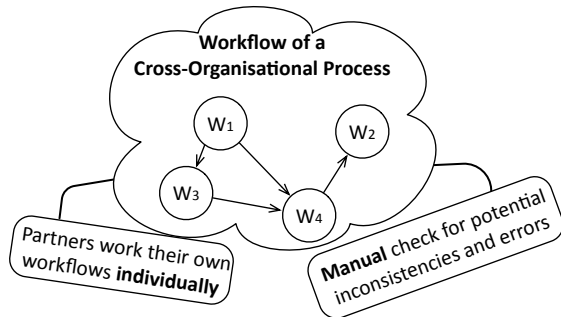 Workflow of a
Cross-Organisational Process
W1
W2
W3
W4
Partners work their own
workflows individually
Manual check for potential
inconsistencies and errors